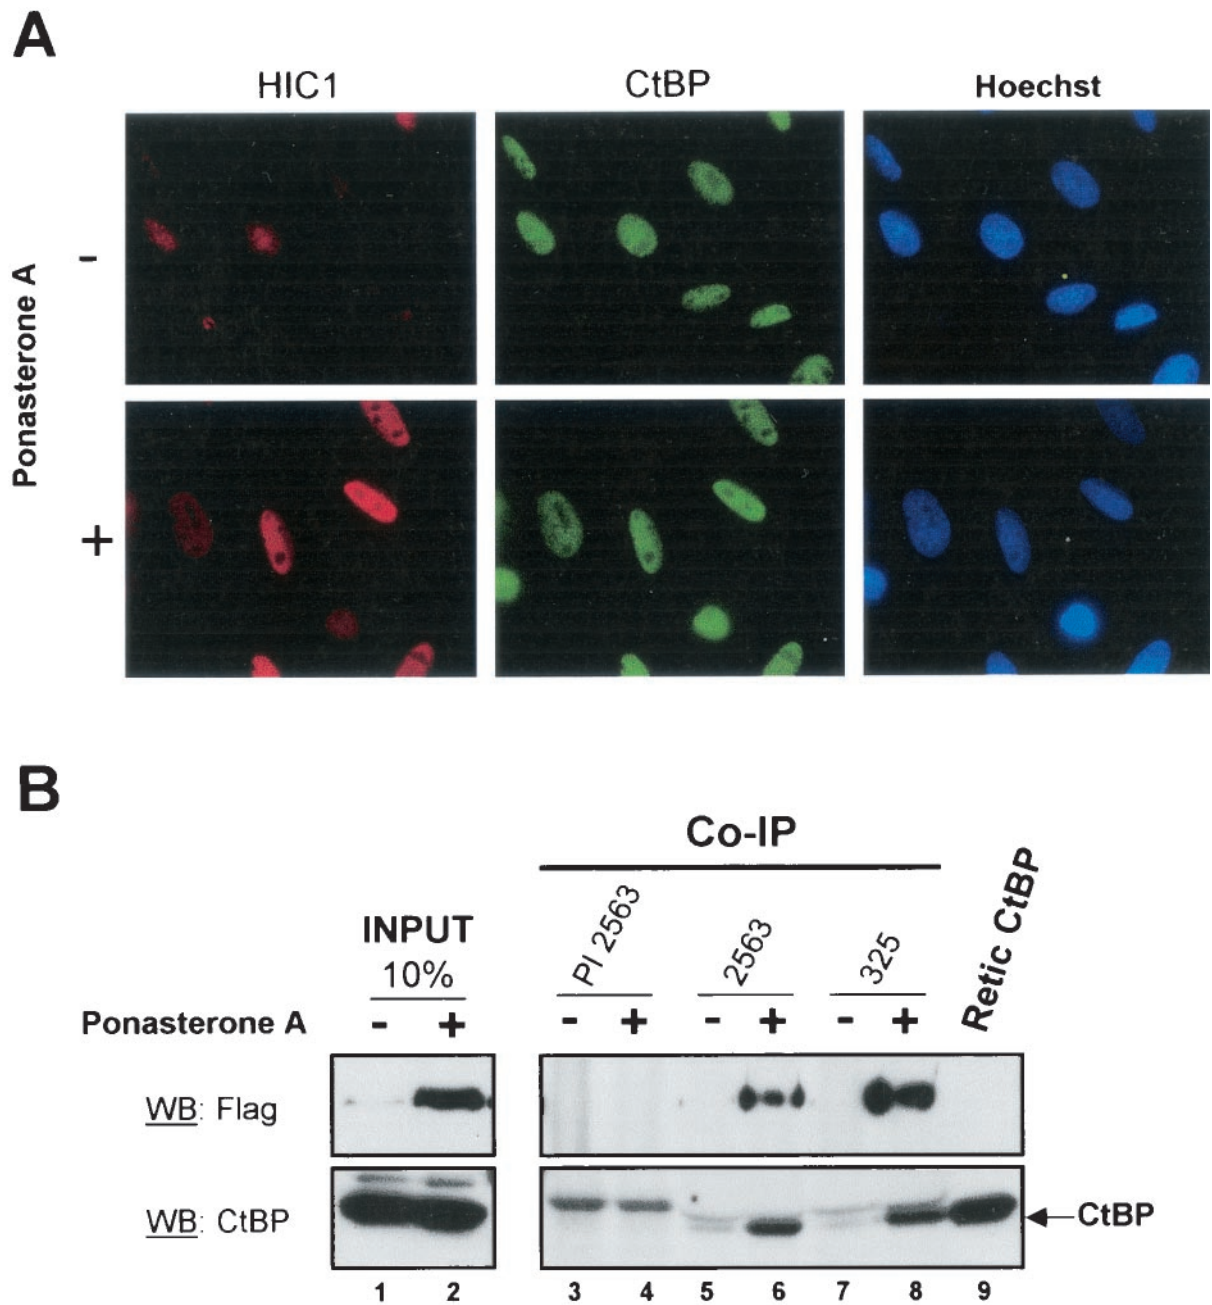 A
HIC1 CtBP Hoechst
Ponasterone A
-
+
B
Co-IP
INPUT
10%
PI 2563 2563 325 Retic CtBP
Ponasterone A - + - + - + - +
WB: Flag
WB: CtBP
CtBP
1 2 3 4 5 6 7 8 9